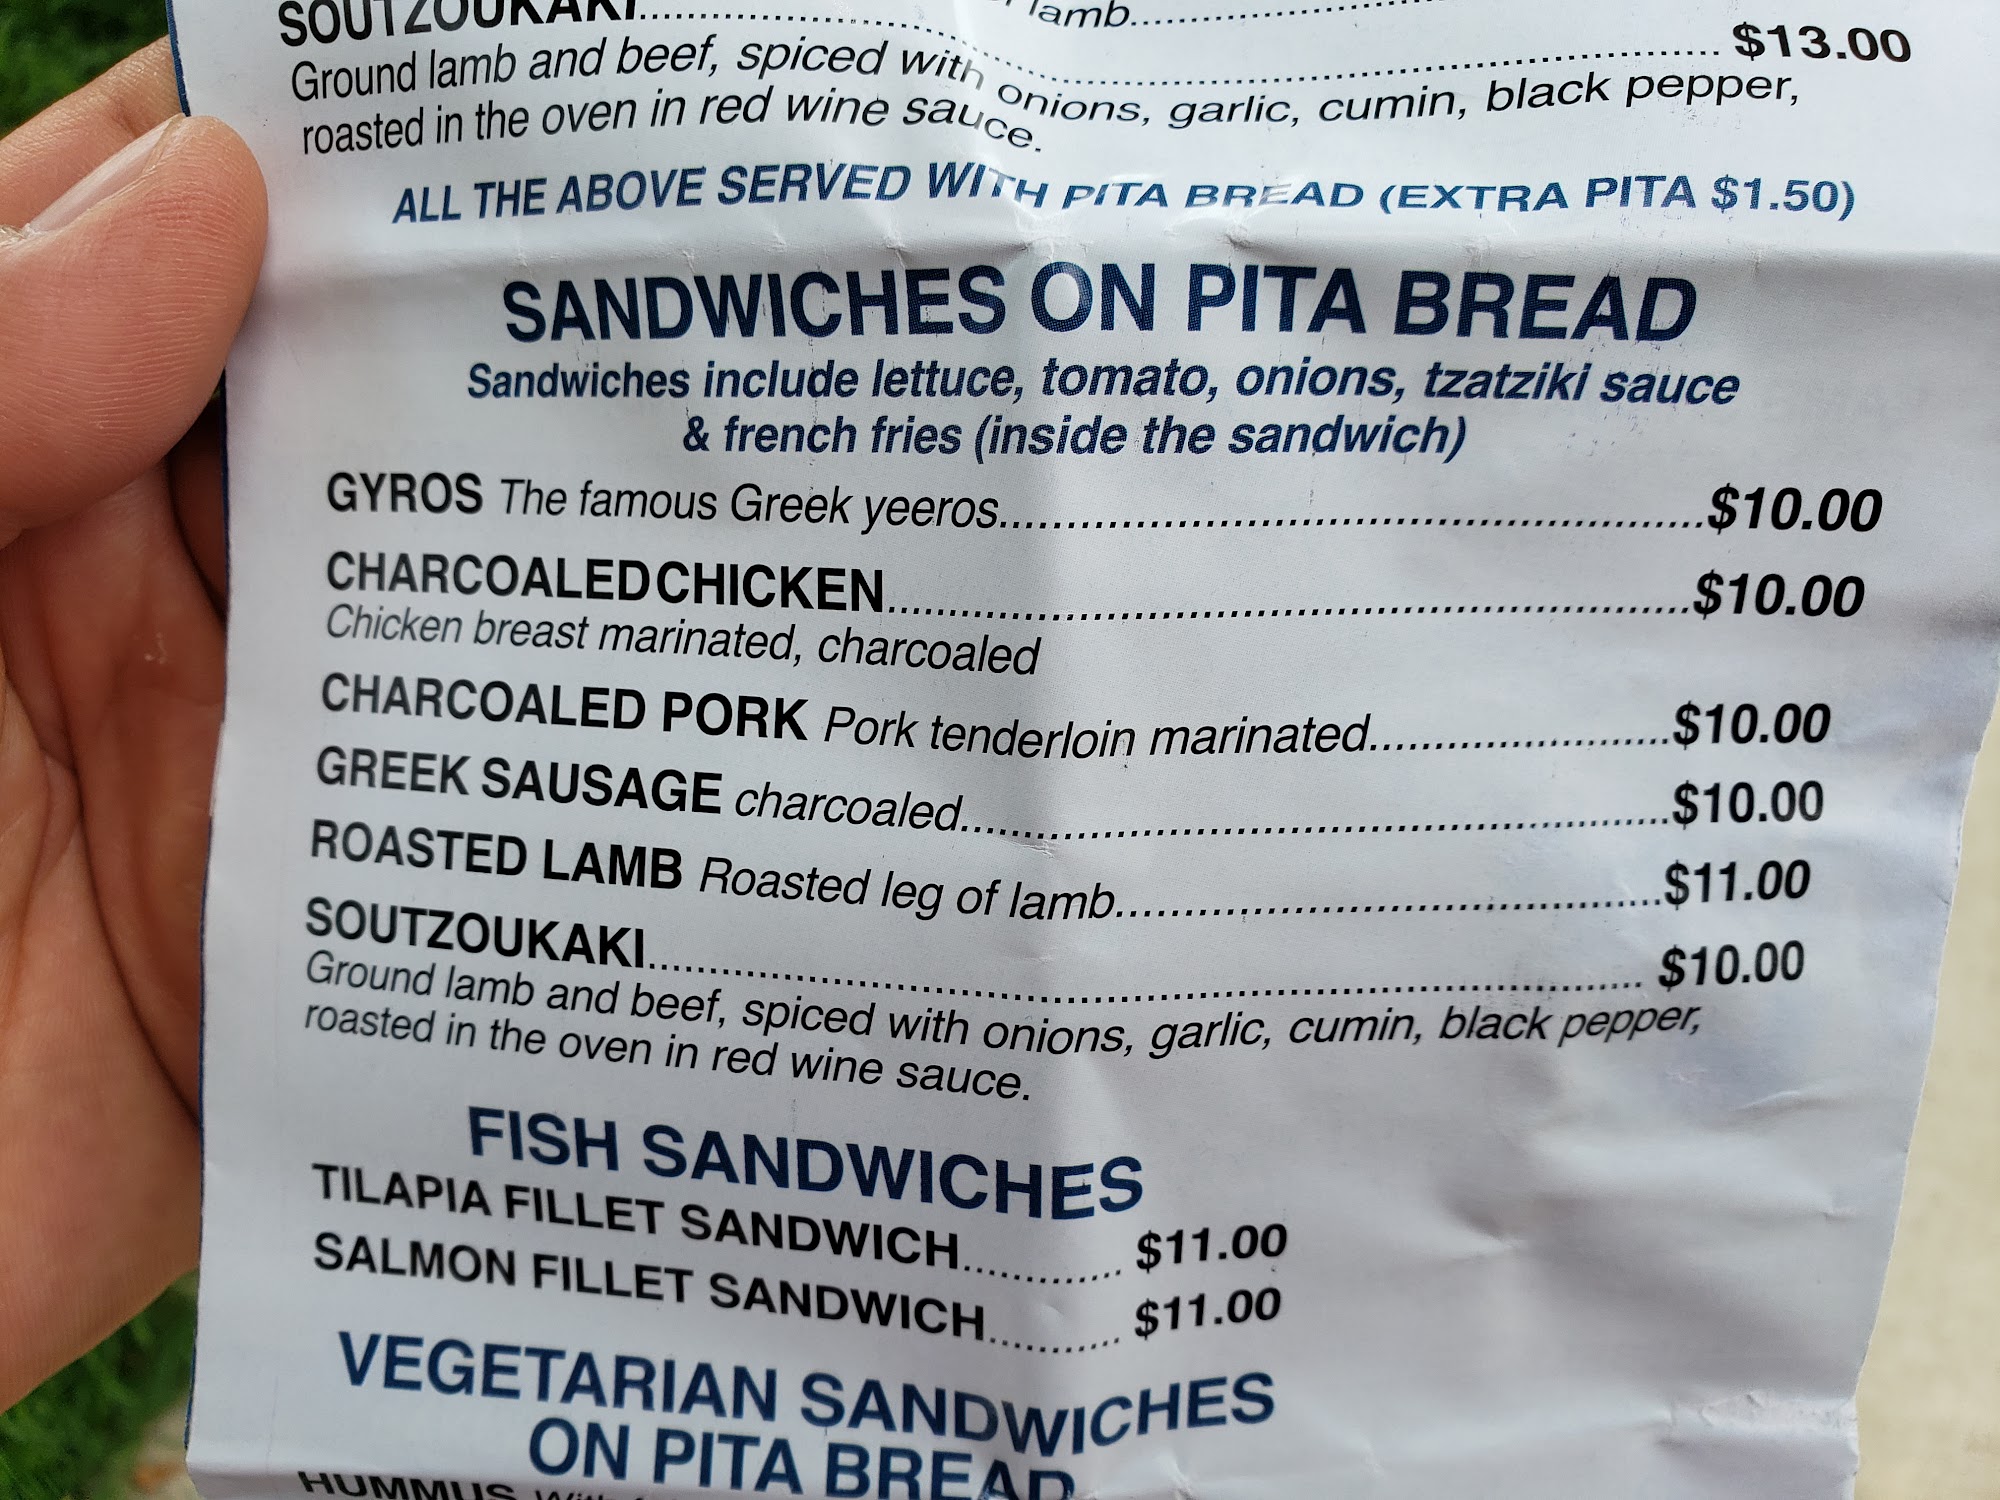 SOUTZOUKAKI.......... $13.00
lamb..........
Ground lamb and beef, spiced with onions, garlic, cumin, black pepper,
roasted in the oven in red wine sauce.
ALL THE ABOVE SERVED WITH PITA BREAD (EXTRA PITA $1.50)
SANDWICHES ON PITA BREAD
Sandwiches include lettuce, tomato, onions, tzatziki sauce
& french fries (inside the sandwich)
GYROS The famous Greek yeeros..........$10.00
CHARCOALED CHICKEN..........$10.00
Chicken breast marinated, charcoaled
CHARCOALED PORK Pork tenderloin marinated..........$10.00
GREEK SAUSAGE charcoaled..........$10.00
ROASTED LAMB Roasted leg of lamb..........$11.00
SOUTZOUKAKI.......... $10.00
Ground lamb and beef, spiced with onions, garlic, cumin, black pepper,
roasted in the oven in red wine sauce.
FISH SANDWICHES
TILAPIA FILLET SANDWICH.......... $11.00
SALMON FILLET SANDWICH.......... $11.00
VEGETARIAN SANDWICHES
ON PITA BREAD
HUMMUS With